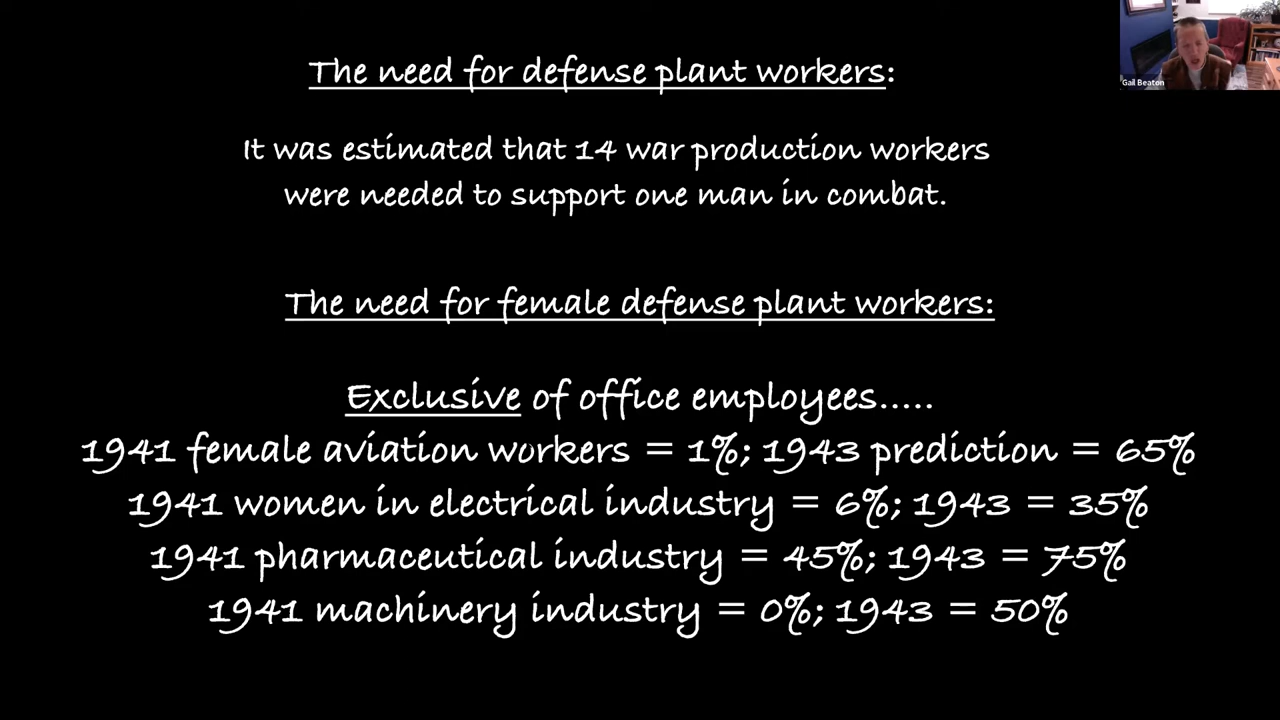 Gail Beaton
The need for defense plant workers:
It was estimated that 14 war production workers
were needed to support one man in combat.
The need for female defense plant workers:
Exclusive of office employees.....
1941 female aviation workers = 1%; 1943 prediction = 65%
1941 women in electrical industry = 6%; 1943 = 35%
1941 pharmaceutical industry = 45%; 1943 = 75%
1941 machinery industry = 0%; 1943 = 50%